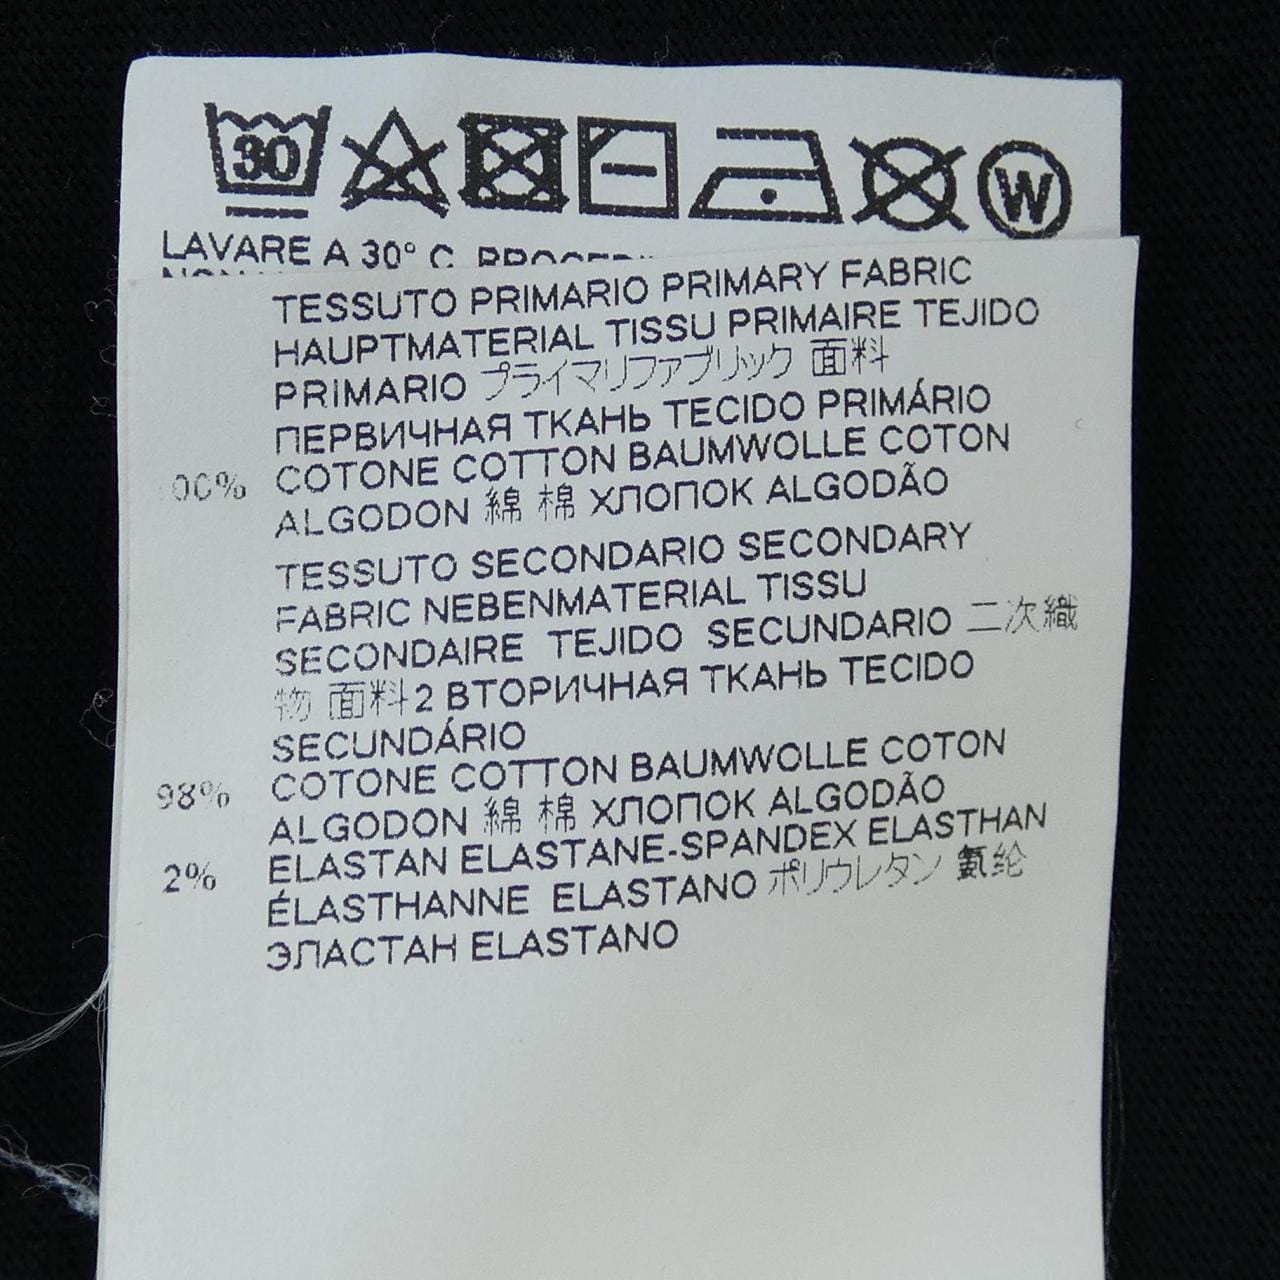 30
W
LAVARE A 30° C
TESSUTO PRIMARIO PRIMARY FABRIC
HAUPTMATERIAL TISSU PRIMAIRE TEJIDO
PRIMARIO プライマリファブリック 面料
ПЕРВИЧНАЯ ТКАНЬ TECIDO PRIMÁRIO
00% COTONE COTTON BAUMWOLLE COTON
ALGODON 綿 棉 ХЛОПОК ALGODÃO
TESSUTO SECONDARIO SECONDARY
FABRIC NEBENMATERIAL TISSU
SECONDAIRE TEJIDO SECUNDARIO 二次織
物 面料2 ВТОРИЧНАЯ ТКАНЬ TECIDO
SECUNDÁRIO
98% COTONE COTTON BAUMWOLLE COTON
ALGODON 綿 棉 ХЛОПОК ALGODÃO
2% ELASTAN ELASTANE-SPANDEX ELASTHAN
ÉLASTHANNE ELASTANO ポリウレタン 氨纶
ЭЛАСТАН ELASTANO